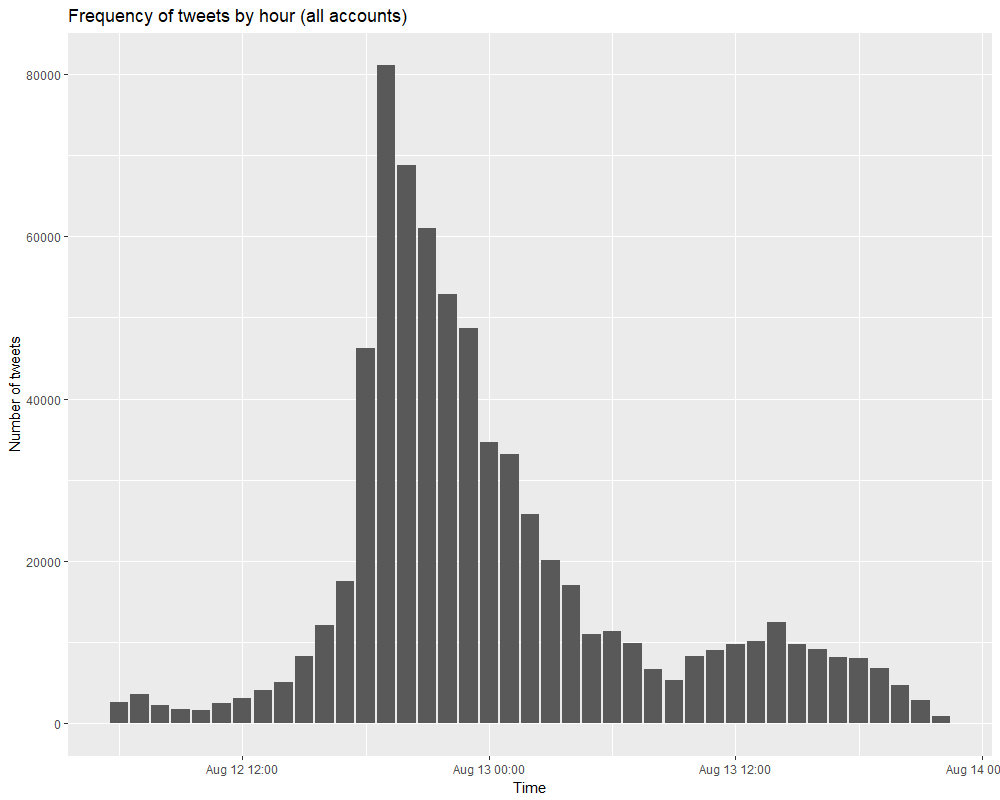 Frequency of tweets by hour (all accounts)
Number of tweets
80000
60000
40000
20000
0
Aug 12 12:00
Aug 13 00:00
Aug 13 12:00
Aug 14 00
Time